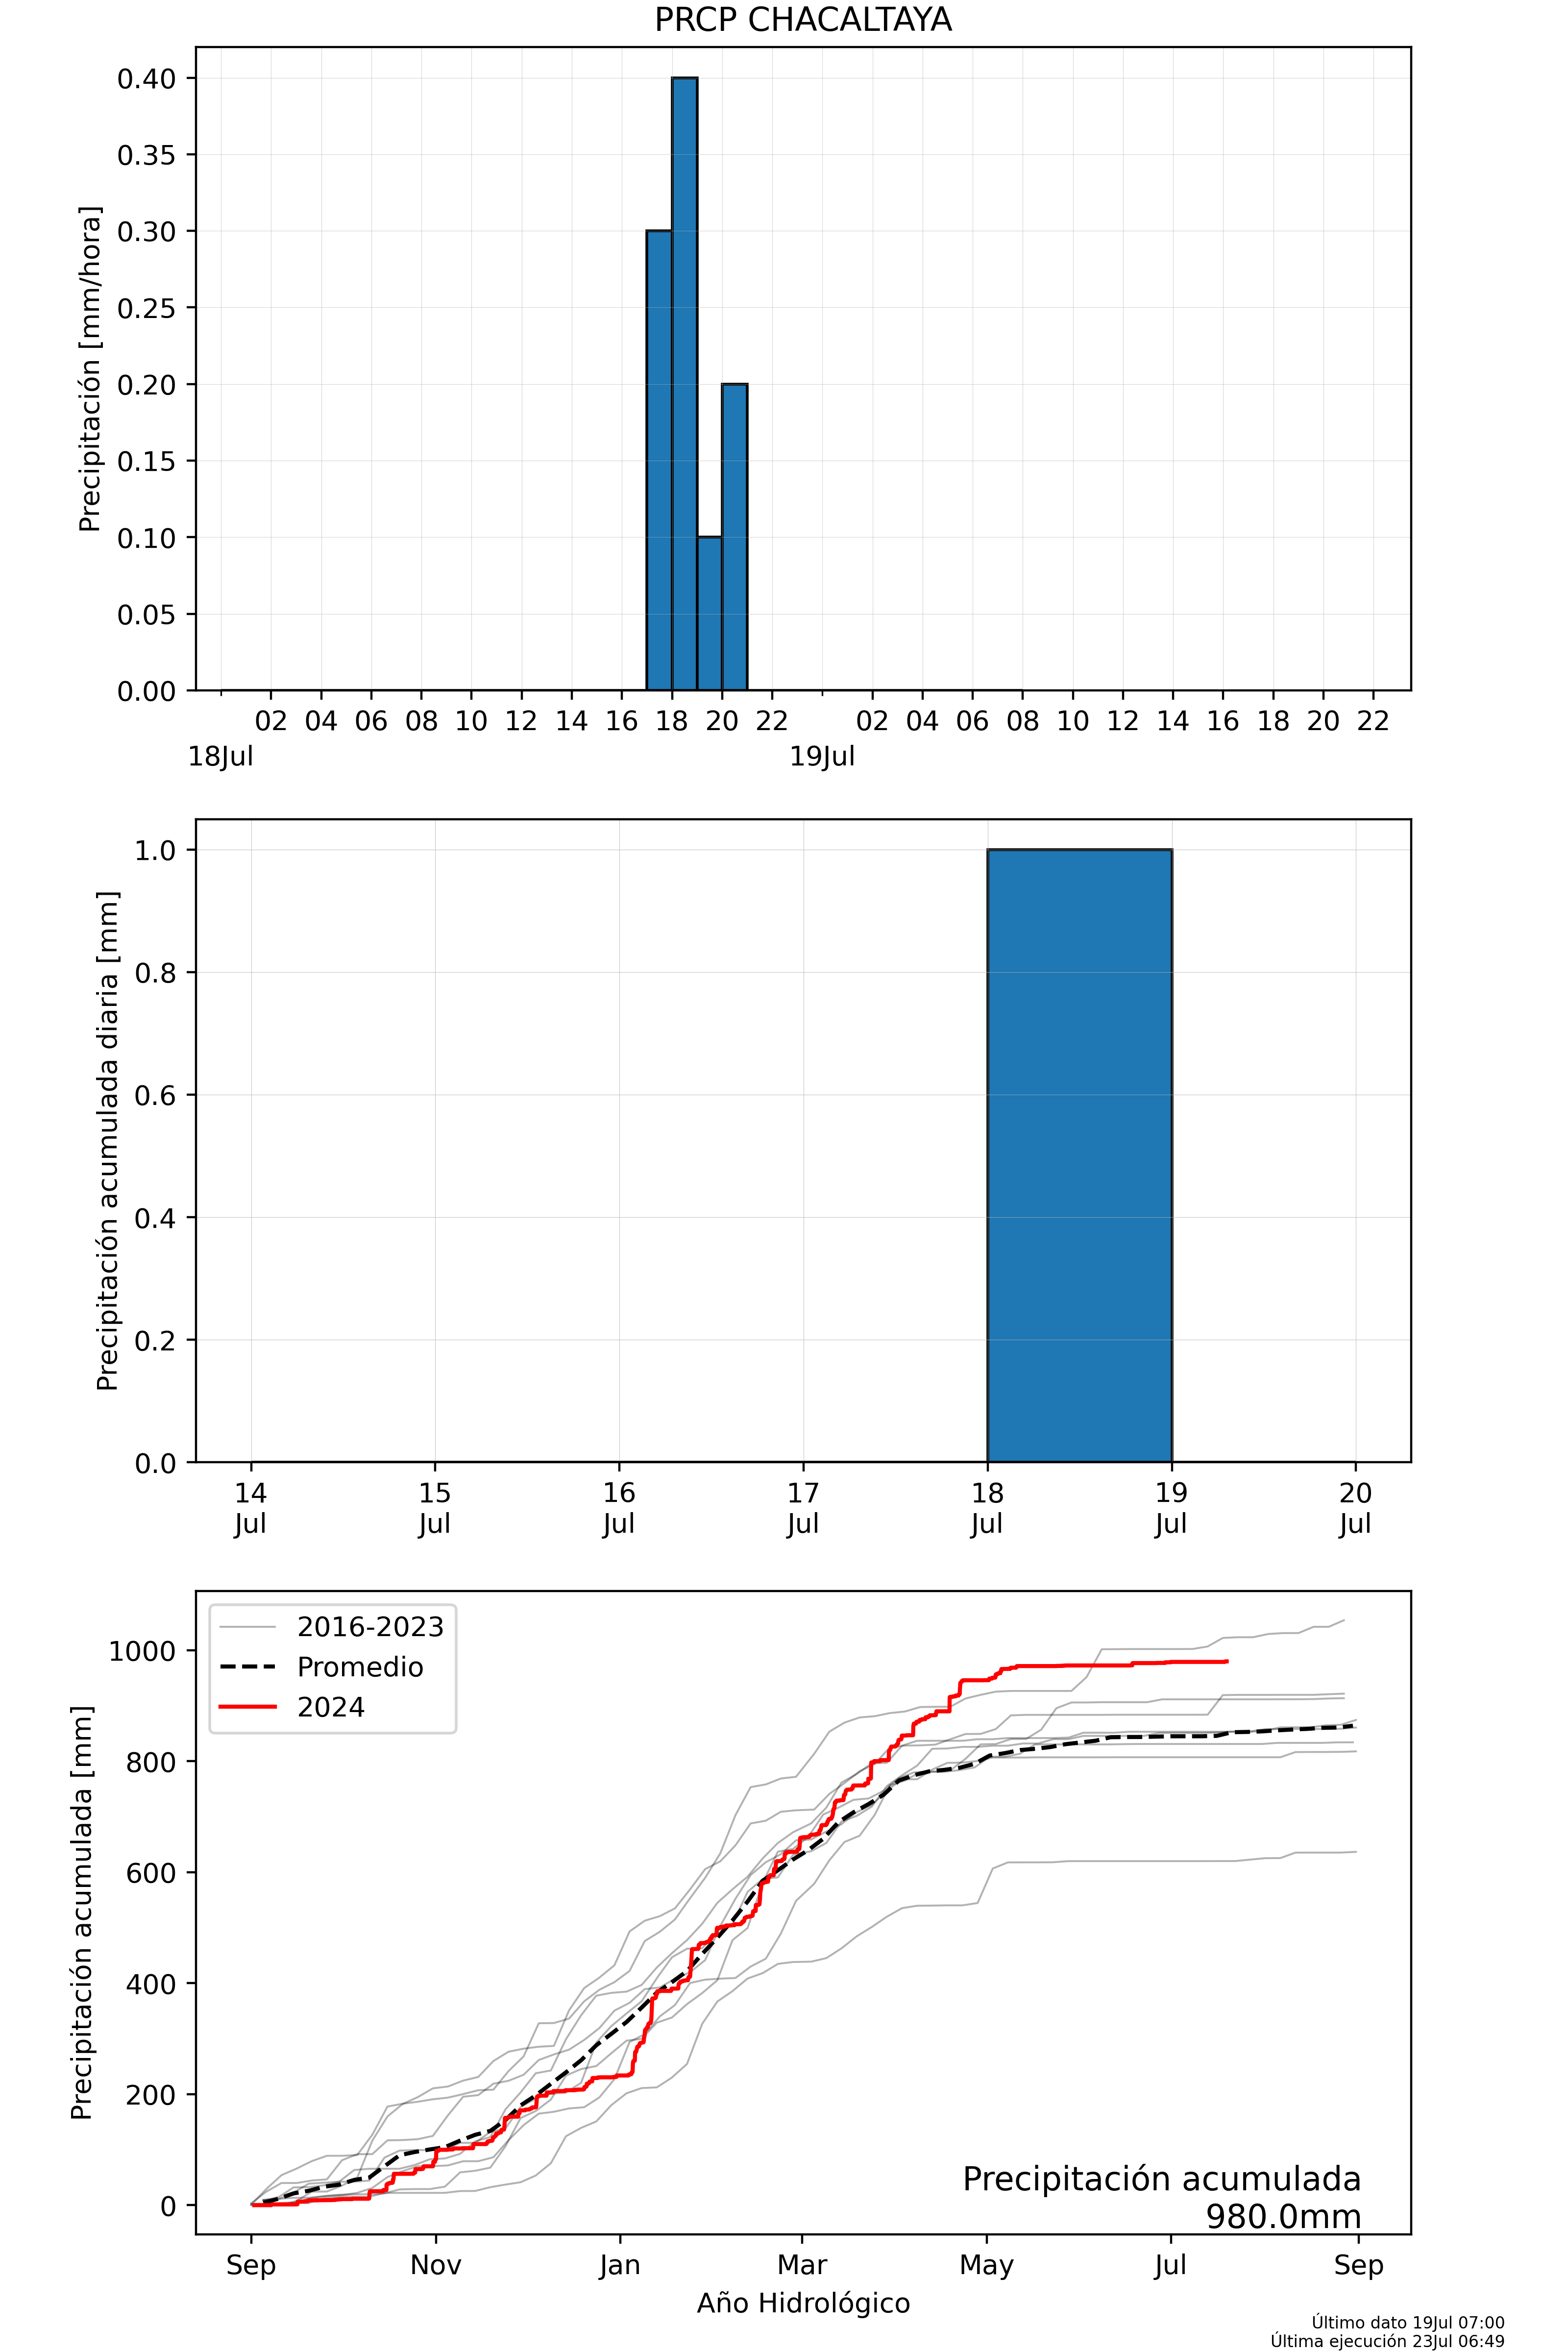 PRCP CHACALTAYA
Precipitación [mm/hora]
0.40
0.35
0.30
0.25
0.20
0.15
0.10
0.05
0.00
02 04 06 08 10 12 14 16 18 20 22 02 04 06 08 10 12 14 16 18 20 22
18Jul 19Jul
Precipitación acumulada diaria [mm]
1.0
0.8
0.6
0.4
0.2
0.0
14 15 16 17 18 19 20
Jul Jul Jul Jul Jul Jul Jul
Precipitación acumulada [mm]
1000
800
600
400
200
0
2016-2023
Promedio
2024
Precipitación acumulada
980.0mm
Sep Nov Jan Mar May Jul Sep
Año Hidrológico
Último dato 19Jul 07:00
Última ejecución 23Jul 06:49